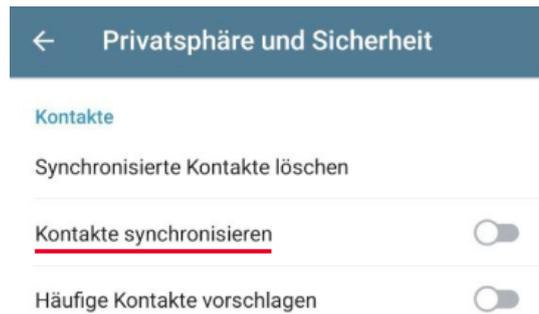 Privatsphäre und Sicherheit
Kontakte
Synchronisierte Kontakte löschen
Kontakte synchronisieren
Häufige Kontakte vorschlagen